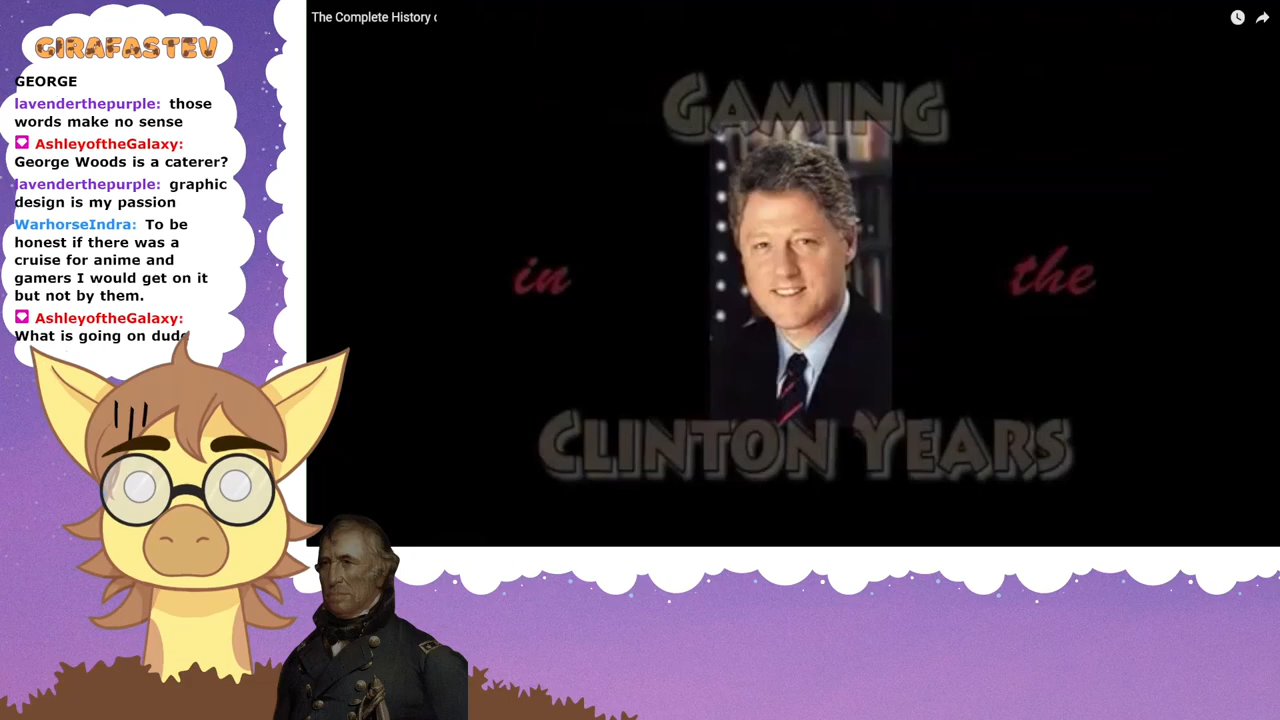 GIRAFASTEV
GEORGE
lavenderthepurple: those
words make no sense
AshleyoftheGalaxy:
George Woods is a caterer?
lavenderthepurple: graphic
design is my passion
WarhorseIndra: To be
honest if there was a
cruise for anime and
gamers I would get on it
but not by them.
AshleyoftheGalaxy:
What is going on dude
The Complete History
GAMING
in the
CLINTON YEARS